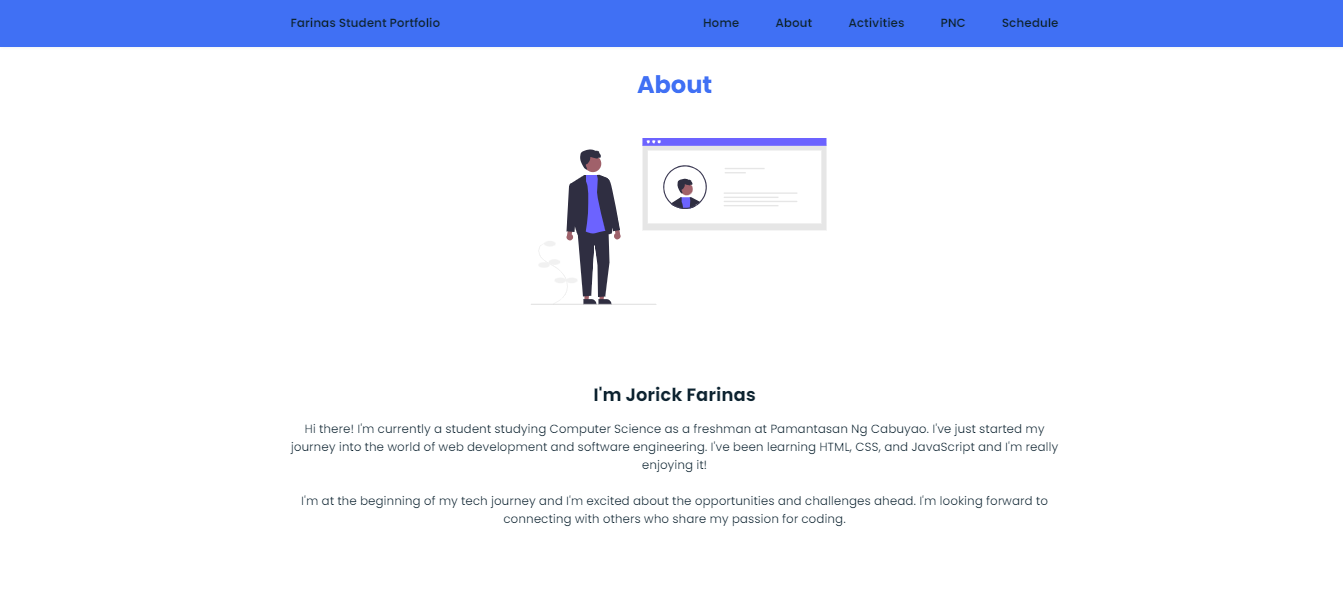 Farinas Student Portfolio
Home About Activities PNC Schedule
About
I'm Jorick Farinas
Hi there! I'm currently a student studying Computer Science as a freshman at Pamantasan Ng Cabuyao. I've just started my
journey into the world of web development and software engineering. I've been learning HTML, CSS, and JavaScript and I'm really
enjoying it!
I'm at the beginning of my tech journey and I'm excited about the opportunities and challenges ahead. I'm looking forward to
connecting with others who share my passion for coding.